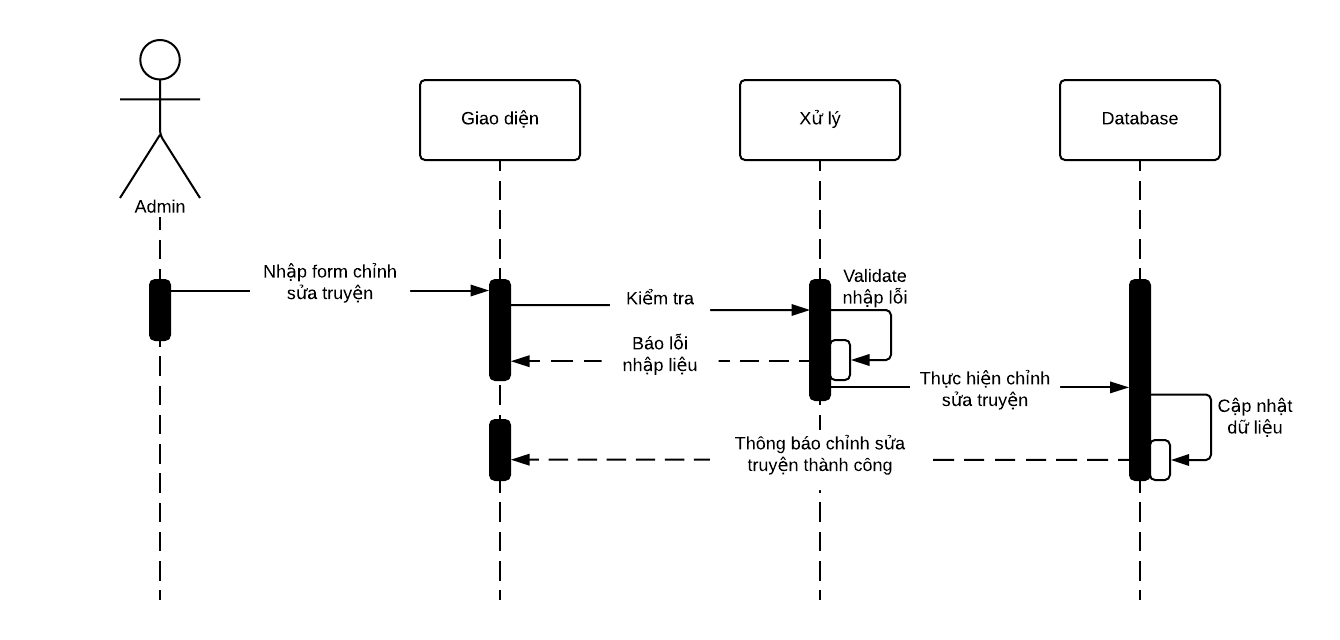 Giao diện
Xử lý
Database
Admin
Nhập form chỉnh
sửa truyện
Kiểm tra
Validate
nhập lỗi
Báo lỗi
nhập liệu
Thực hiện chỉnh
sửa truyện
Cập nhật
dữ liệu
Thông báo chỉnh sửa
truyện thành công